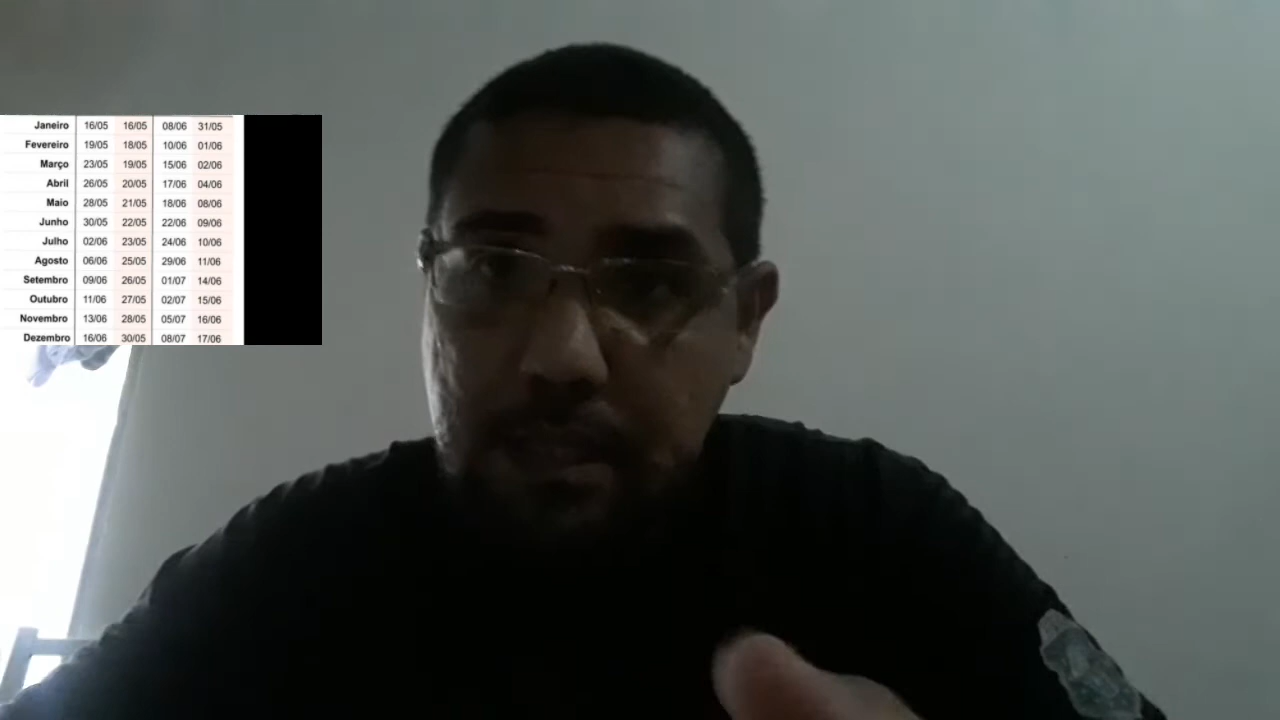 Janeiro 16/05 16/05 08/06 31/05
Fevereiro 19/05 18/05 10/06 01/06
Março 23/05 19/05 15/06 02/06
Abril 26/05 20/05 17/06 04/06
Maio 28/05 21/05 18/06 08/06
Junho 30/05 22/05 22/06 09/06
Julho 02/06 23/05 24/06 10/06
Agosto 06/06 25/05 29/06 11/06
Setembro 09/06 26/05 01/07 14/06
Outubro 11/06 27/05 02/07 15/06
Novembro 13/06 28/05 05/07 16/06
Dezembro 16/06 30/05 08/07 17/06